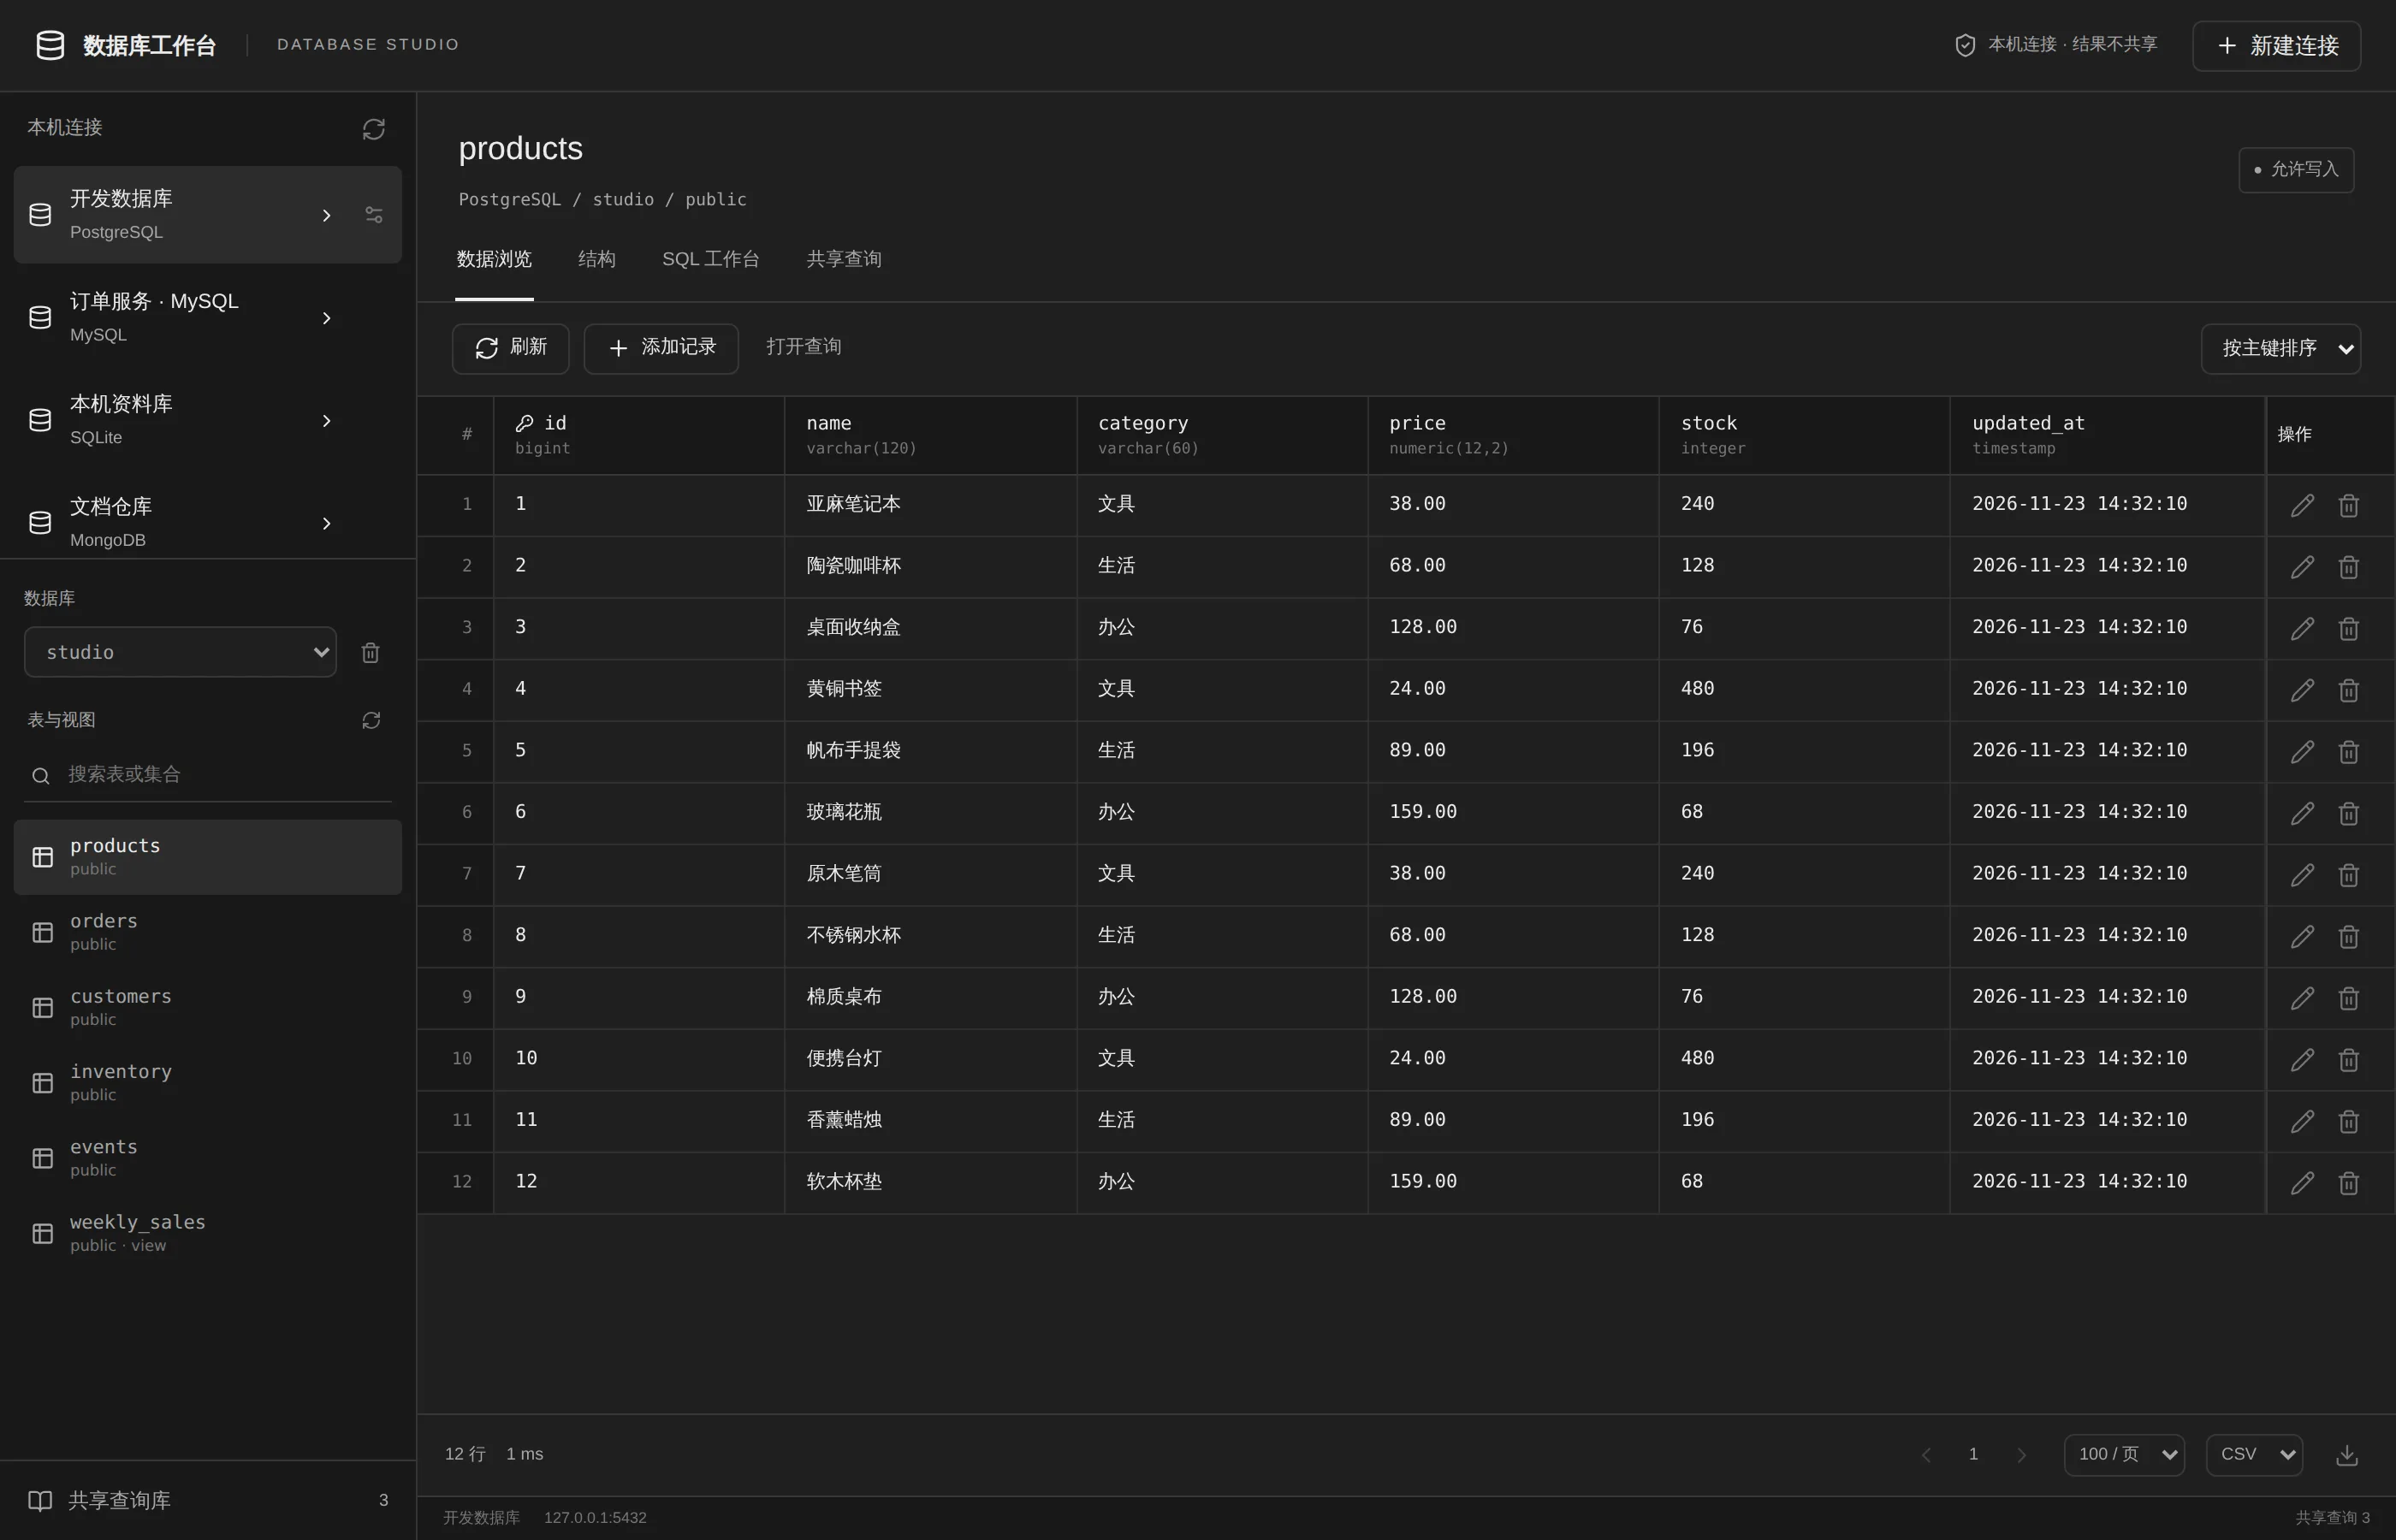 数据库工作台
DATABASE STUDIO
本机连接 · 结果不共享
新建连接
本机连接
开发数据库
PostgreSQL
订单服务 · MySQL
MySQL
本机资料库
SQLite
文档仓库
MongoDB
数据库
studio
表与视图
搜索表或集合
products
public
orders
public
customers
public
inventory
public
events
public
weekly_sales
public · view
共享查询库 3
products
PostgreSQL / studio / public
允许写入
数据浏览 结构 SQL 工作台 共享查询
刷新 添加记录 打开查询 按主键排序
# id name category price stock updated_at 操作
bigint varchar(120) varchar(60) numeric(12,2) integer timestamp
1 1 亚麻笔记本 文具 38.00 240 2026-11-23 14:32:10
2 2 陶瓷咖啡杯 生活 68.00 128 2026-11-23 14:32:10
3 3 桌面收纳盒 办公 128.00 76 2026-11-23 14:32:10
4 4 黄铜书签 文具 24.00 480 2026-11-23 14:32:10
5 5 帆布手提袋 生活 89.00 196 2026-11-23 14:32:10
6 6 玻璃花瓶 办公 159.00 68 2026-11-23 14:32:10
7 7 原木笔筒 文具 38.00 240 2026-11-23 14:32:10
8 8 不锈钢水杯 生活 68.00 128 2026-11-23 14:32:10
9 9 棉质桌布 办公 128.00 76 2026-11-23 14:32:10
10 10 便携台灯 文具 24.00 480 2026-11-23 14:32:10
11 11 香薰蜡烛 生活 89.00 196 2026-11-23 14:32:10
12 12 软木杯垫 办公 159.00 68 2026-11-23 14:32:10
12 行 1 ms 1 100 / 页 CSV
开发数据库 127.0.0.1:5432 共享查询 3